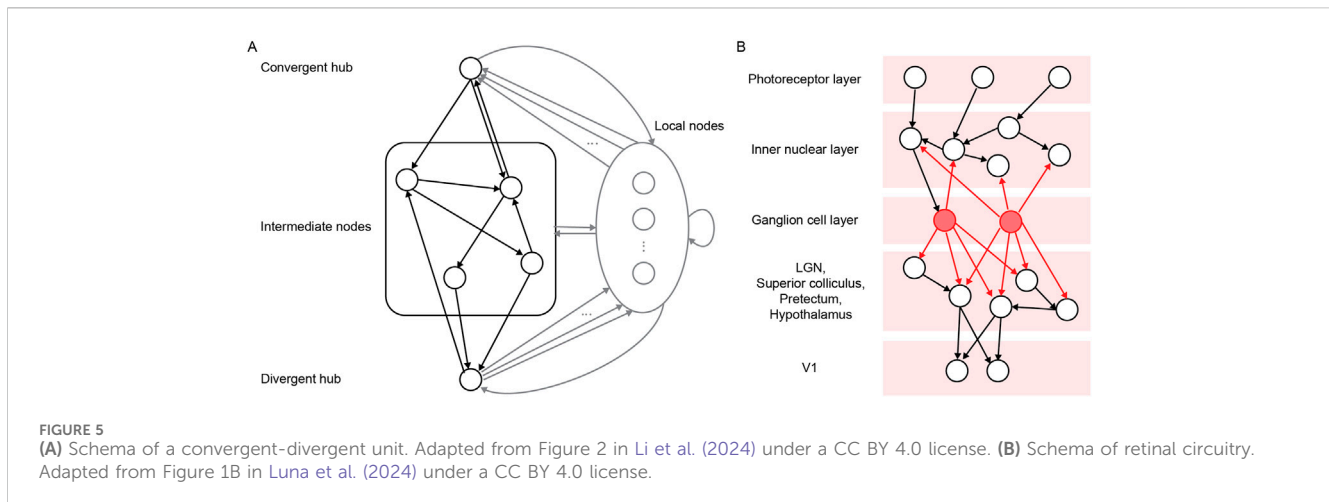 A
Convergent hub
Local nodes
...
Intermediate nodes
...
...
Divergent hub
B
Photoreceptor layer
Inner nuclear layer
Ganglion cell layer
LGN,
Superior colliculus,
Pretectum,
Hypothalamus
V1
FIGURE 5
(A) Schema of a convergent-divergent unit. Adapted from Figure 2 in Li et al. (2024) under a CC BY 4.0 license. (B) Schema of retinal circuitry.
Adapted from Figure 1B in Luna et al. (2024) under a CC BY 4.0 license.